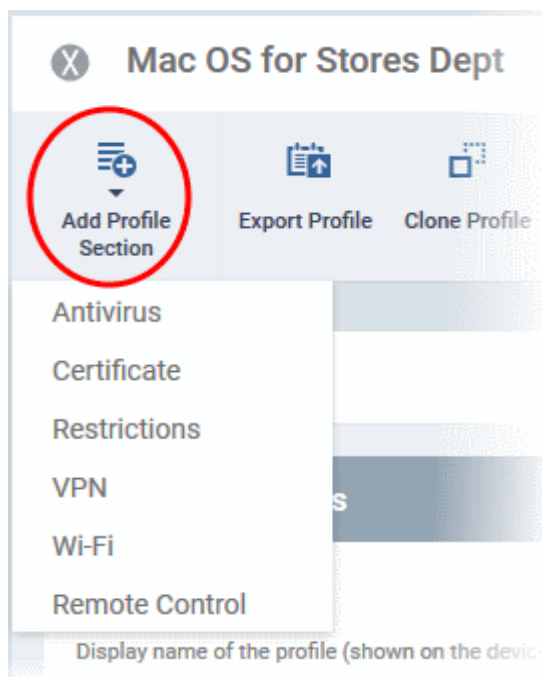 Mac OS for Stores Dept
Add Profile Section
Export Profile
Clone Profile
Antivirus
Certificate
Restrictions
VPN
s
Wi-Fi
Remote Control
Display name of the profile (shown on the